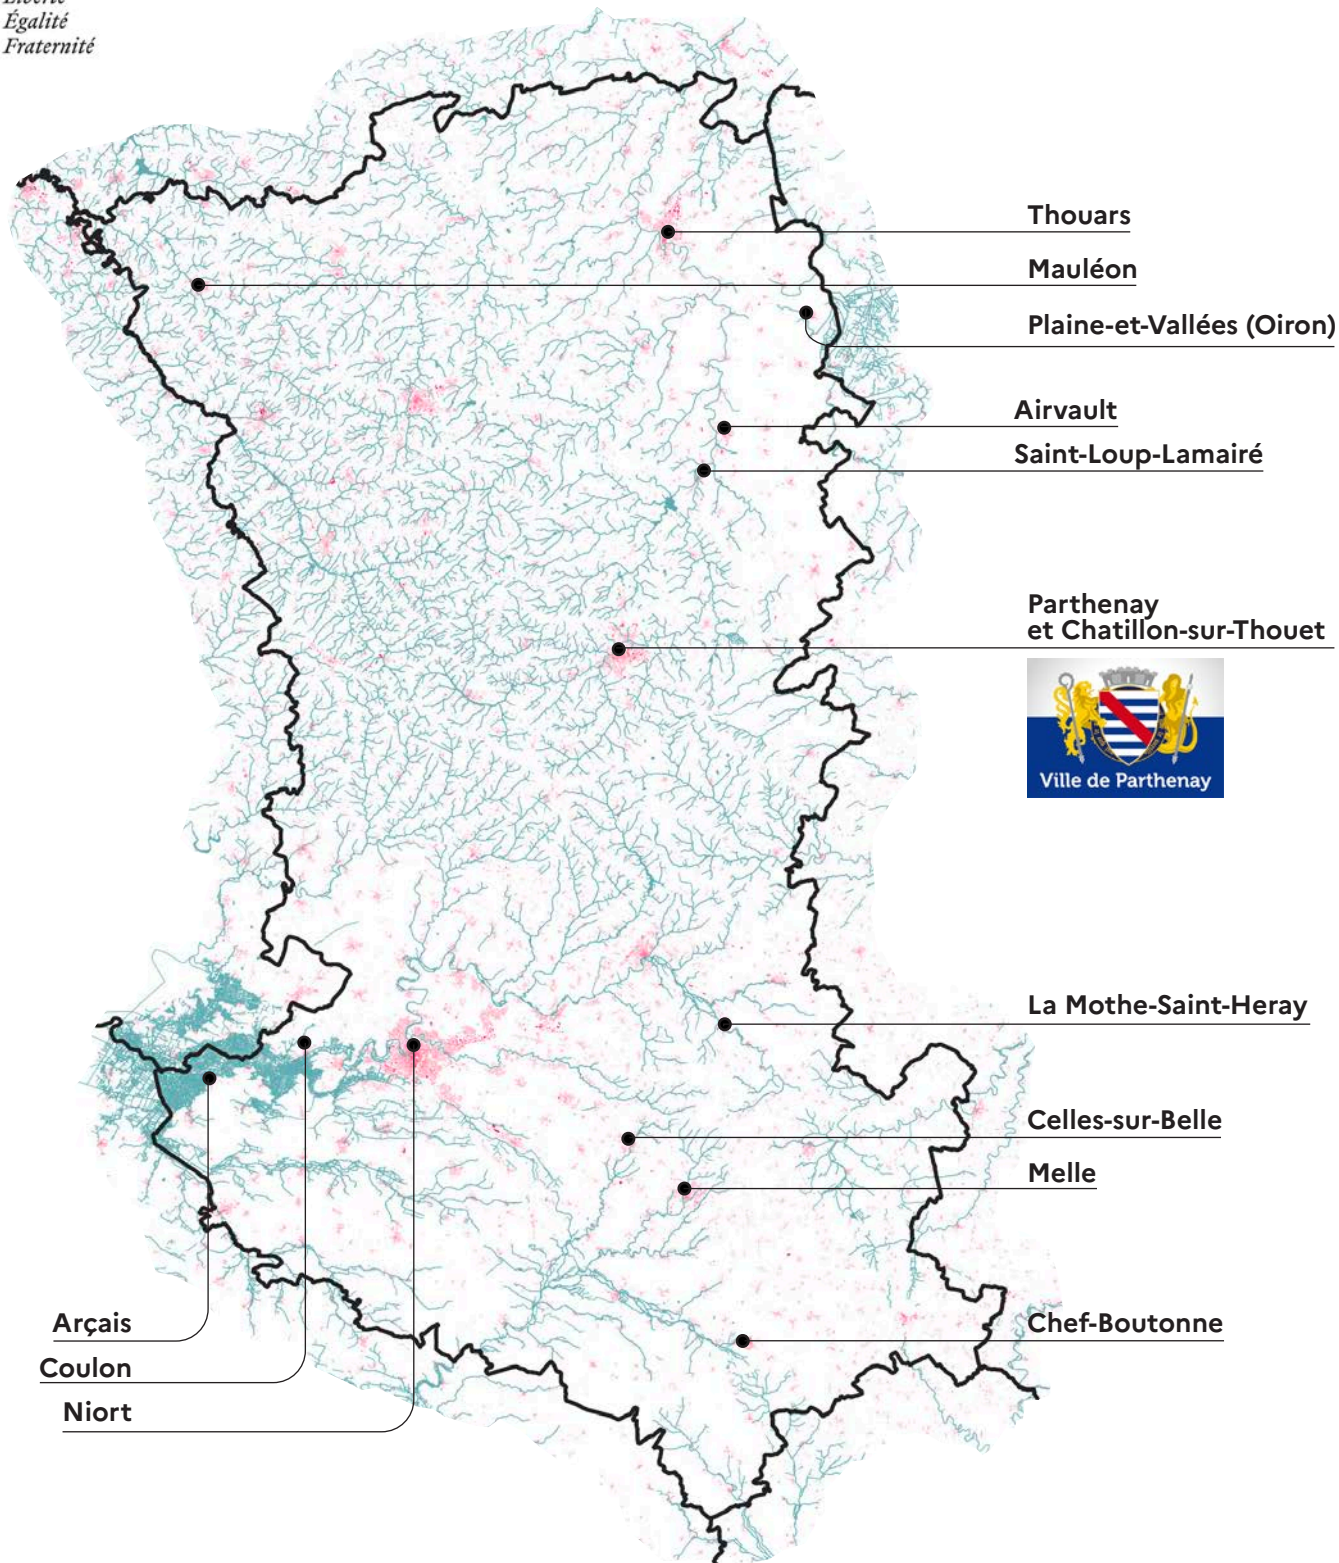 Liberté
Égalité
Fraternité
Thouars
Mauléon
Plaine-et-Vallées (Oiron)
Airvault
Saint-Loup-Lamairé
Parthenay
et Chatillon-sur-Thouet
Ville de Parthenay
La Mothe-Saint-Heray
Celles-sur-Belle
Melle
Chef-Boutonne
Arçais
Coulon
Niort